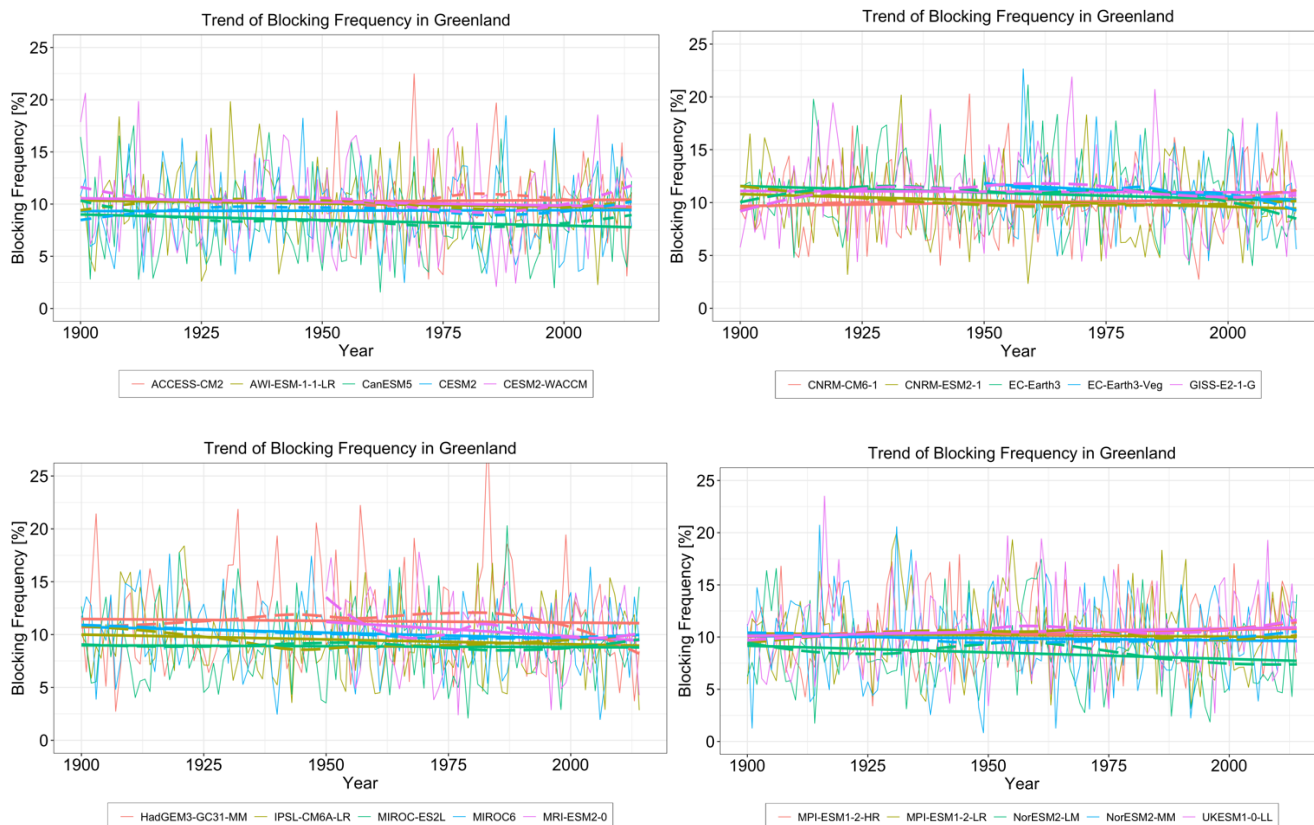 Trend of Blocking Frequency in Greenland
Blocking Frequency [%]
25
20
15
10
5
0
1900 1925 1950 1975 2000
Year
ACCESS-CM2 AWI-ESM-1-1-LR CanESM5 CESM2 CESM2-WACCM
Trend of Blocking Frequency in Greenland
Blocking Frequency [%]
25
20
15
10
5
0
1900 1925 1950 1975 2000
Year
CNRM-CM6-1 CNRM-ESM2-1 EC-Earth3 EC-Earth3-Veg GISS-E2-1-G
Trend of Blocking Frequency in Greenland
Blocking Frequency [%]
25
20
15
10
5
0
1900 1925 1950 1975 2000
Year
HadGEM3-GC31-MM IPSL-CM6A-LR MIROC-ES2L MIROC6 MRI-ESM2-0
Trend of Blocking Frequency in Greenland
Blocking Frequency [%]
25
20
15
10
5
0
1900 1925 1950 1975 2000
Year
MPI-ESM1-2-HR MPI-ESM1-2-LR NorESM2-LM NorESM2-MM UKESM1-0-LL